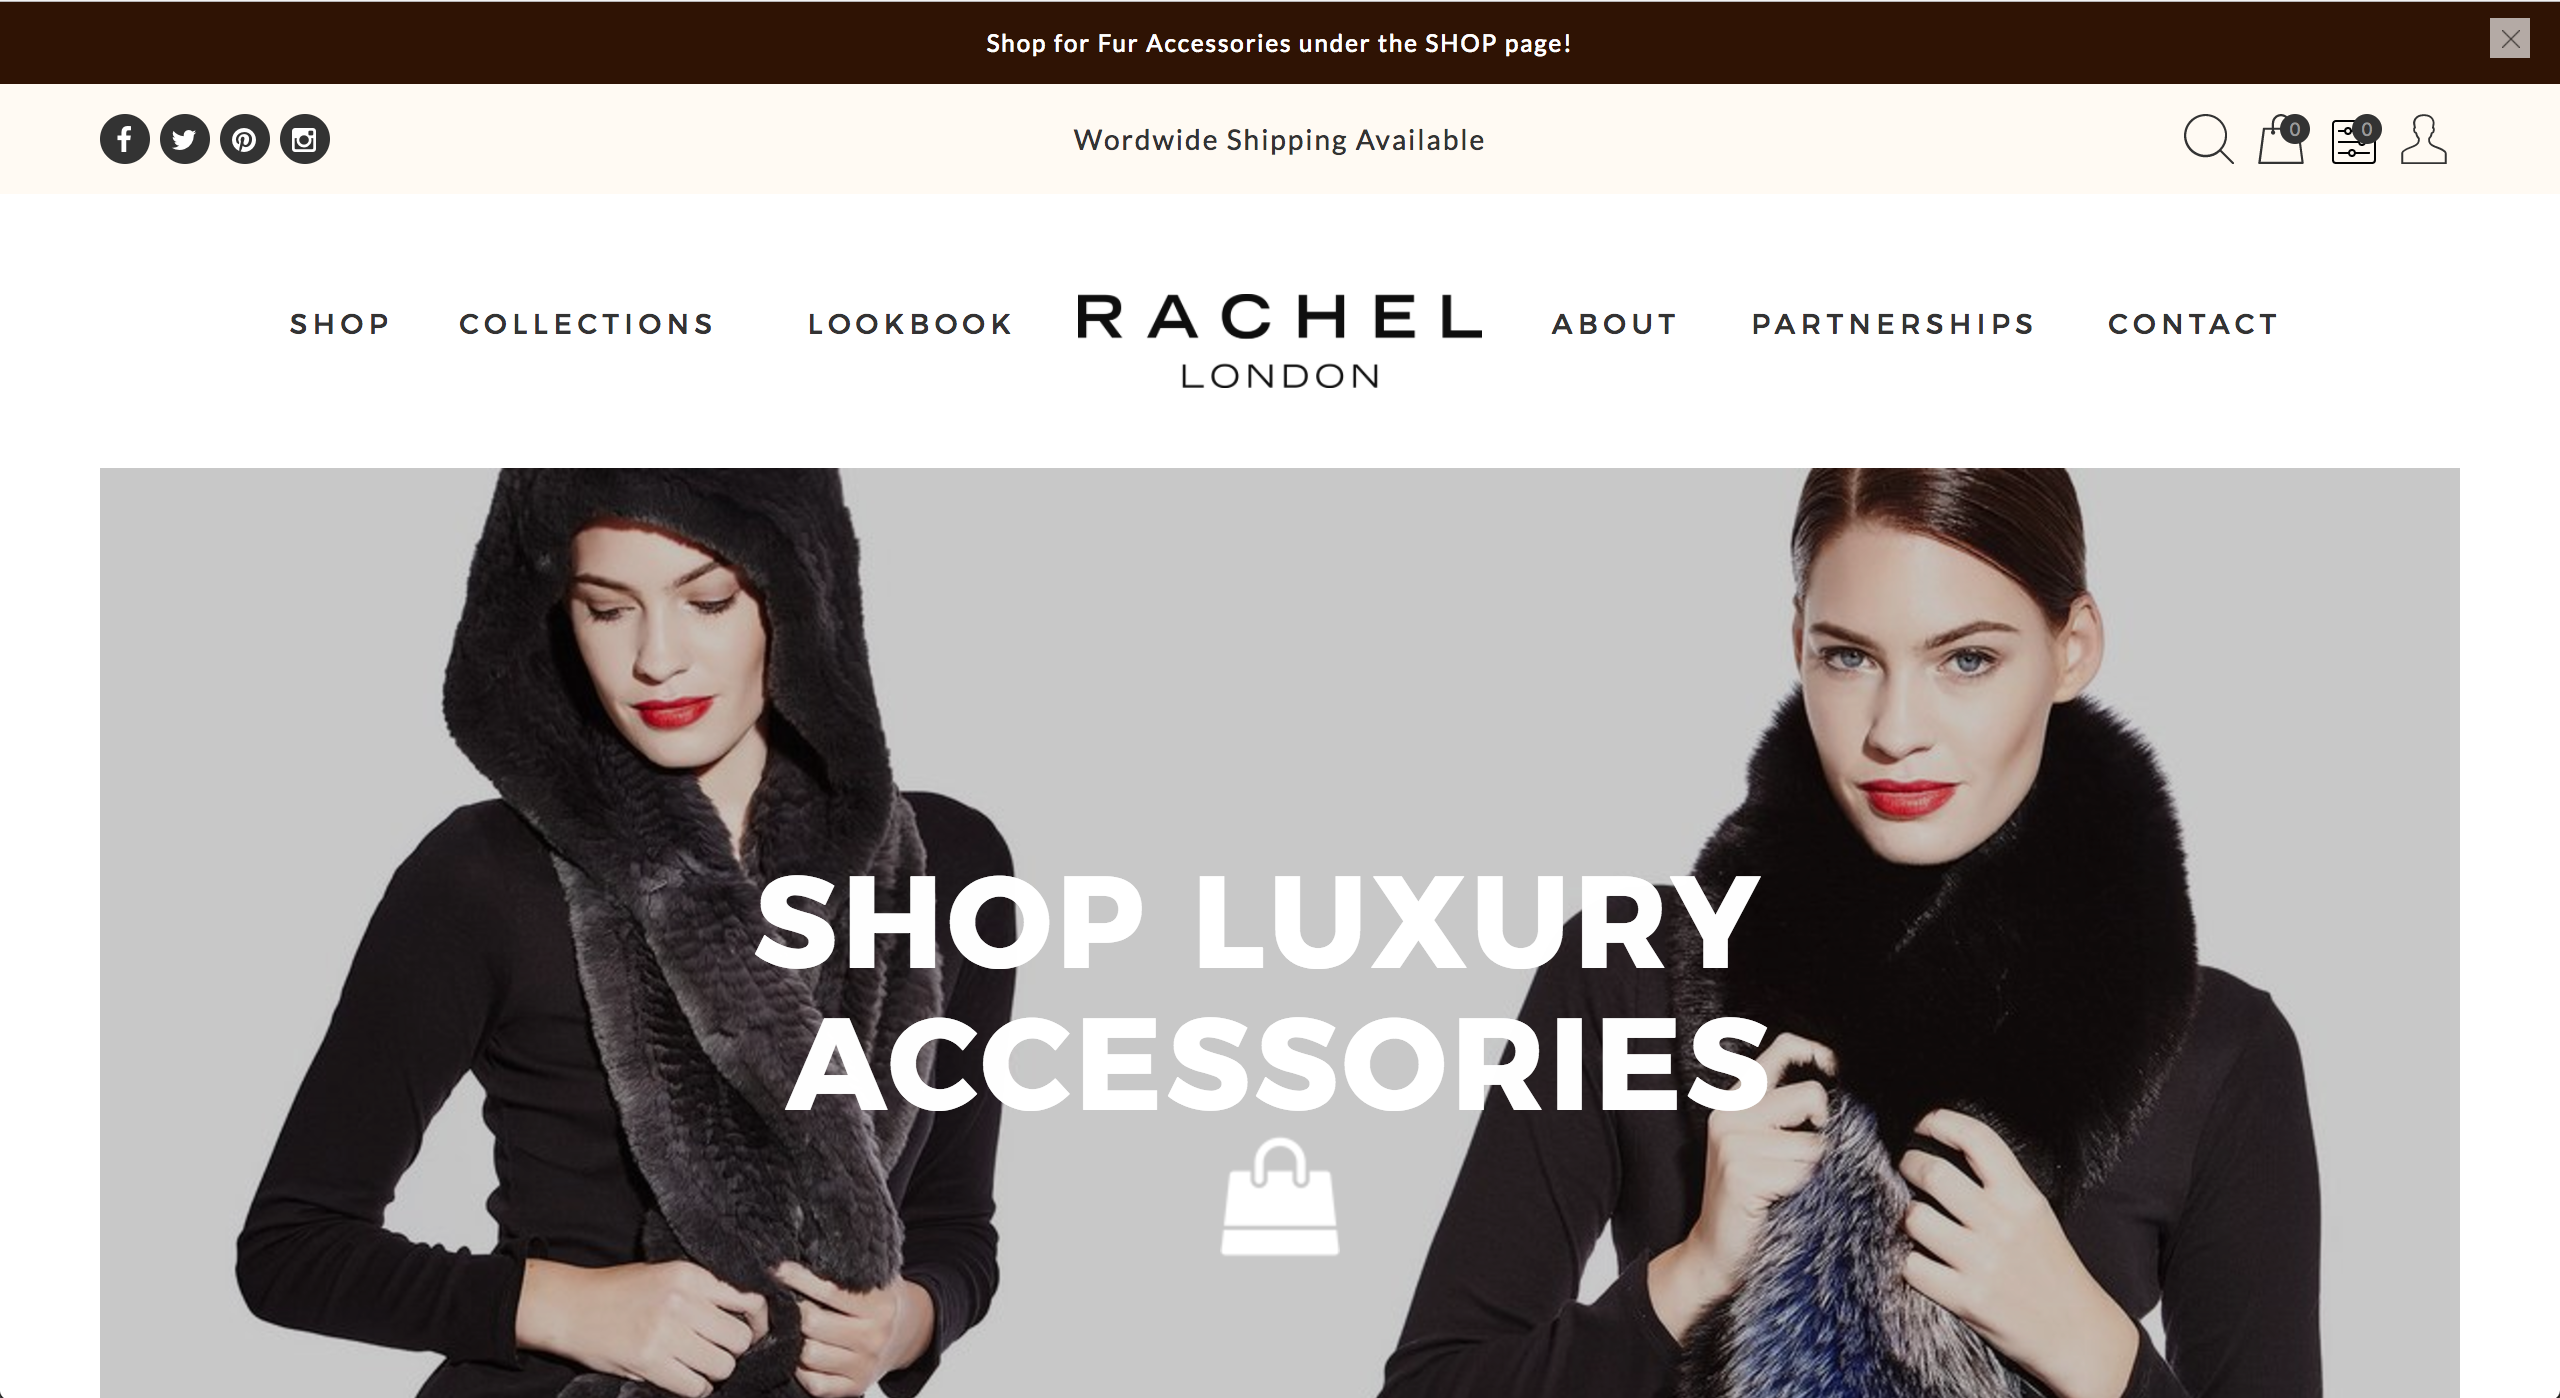 Shop for Fur Accessories under the SHOP page!
Wordwide Shipping Available
0
0
SHOP COLLECTIONS LOOKBOOK
RACHEL
LONDON
ABOUT PARTNERSHIPS CONTACT
SHOP LUXURY
ACCESSORIES